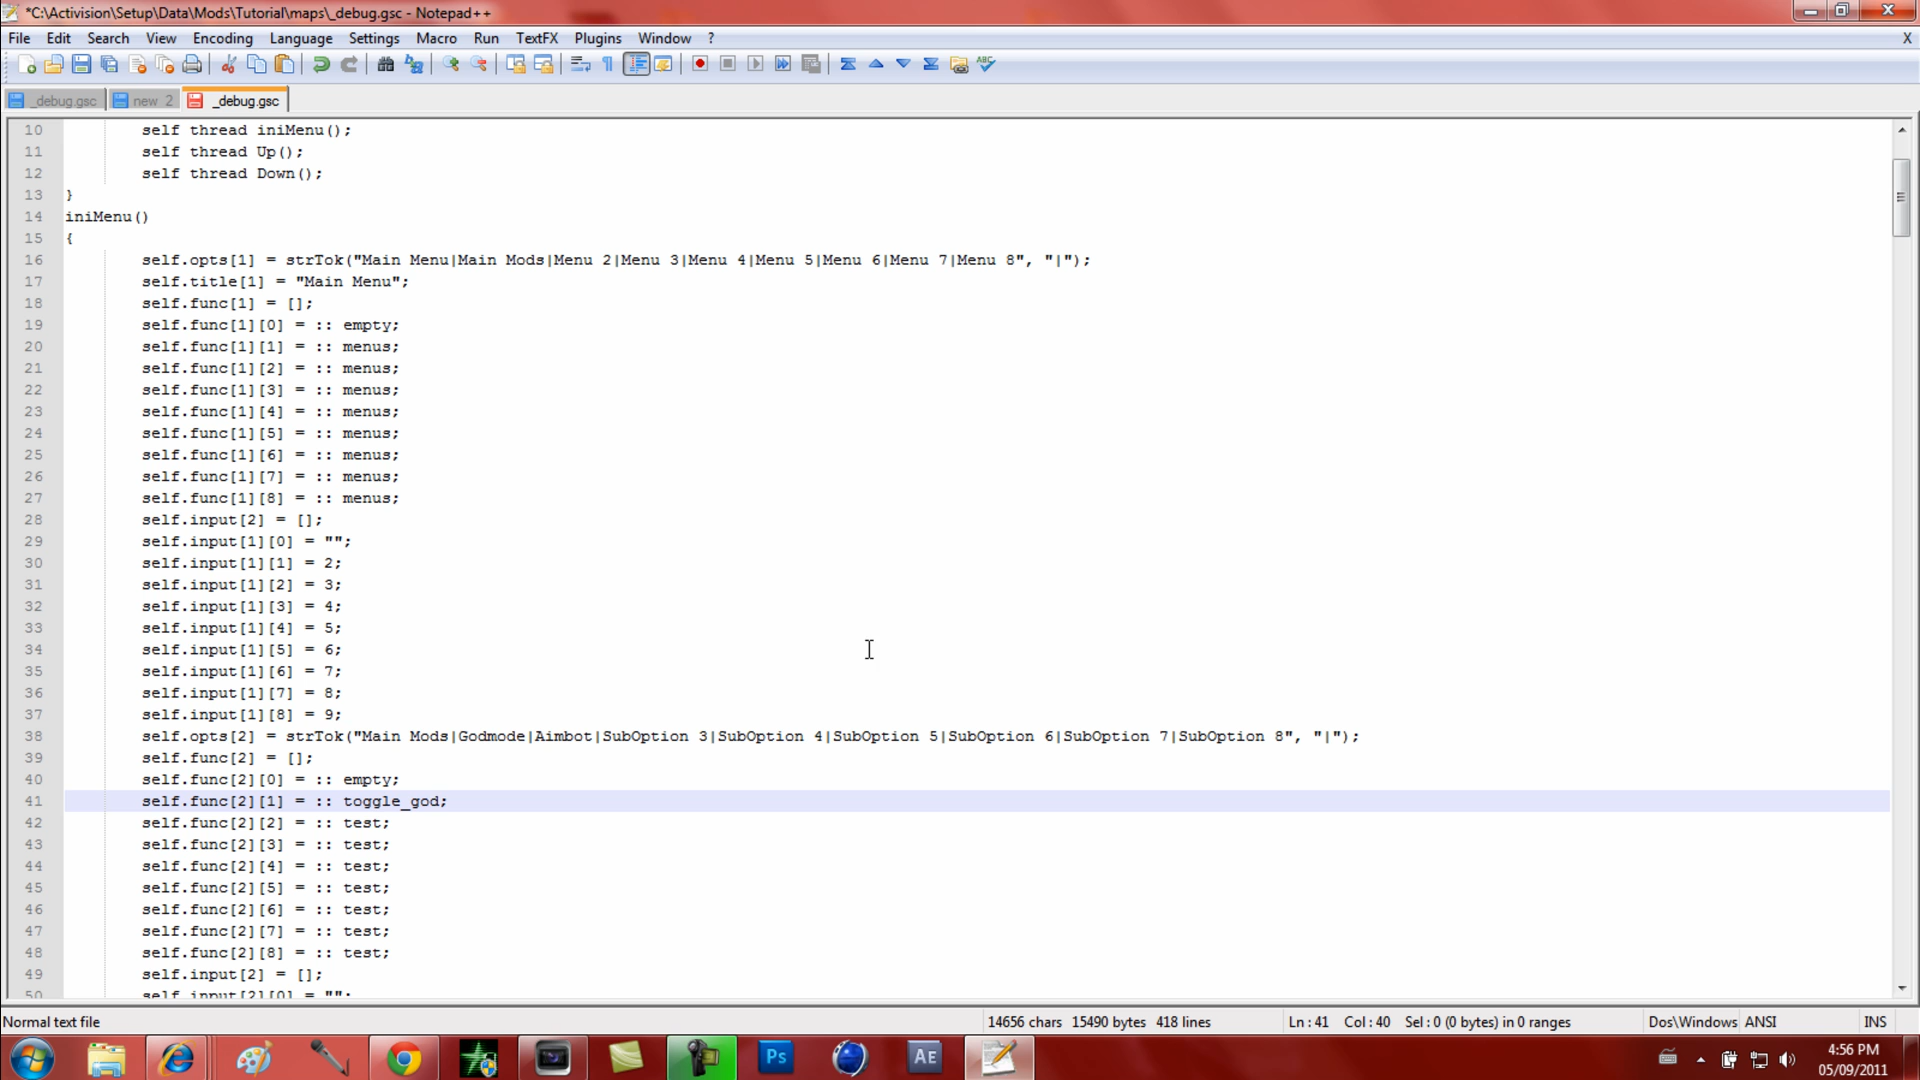 *C:\Activision\Setup\Data\Mods\Tutorial\maps\_debug.gsc - Notepad++
File Edit Search View Encoding Language Settings Macro Run TextFX Plugins Window ? X
_debug.gsc new 2 _debug.gsc
10 self thread iniMenu();
11 self thread Up();
12 self thread Down();
13 }
14 iniMenu()
15 {
16 self.opts[1] = strTok("Main Menu|Main Mods|Menu 2|Menu 3|Menu 4|Menu 5|Menu 6|Menu 7|Menu 8", "|");
17 self.title[1] = "Main Menu";
18 self.func[1] = [];
19 self.func[1][0] = :: empty;
20 self.func[1][1] = :: menus;
21 self.func[1][2] = :: menus;
22 self.func[1][3] = :: menus;
23 self.func[1][4] = :: menus;
24 self.func[1][5] = :: menus;
25 self.func[1][6] = :: menus;
26 self.func[1][7] = :: menus;
27 self.func[1][8] = :: menus;
28 self.input[2] = [];
29 self.input[1][0] = "";
30 self.input[1][1] = 2;
31 self.input[1][2] = 3;
32 self.input[1][3] = 4;
33 self.input[1][4] = 5;
34 self.input[1][5] = 6;
35 self.input[1][6] = 7;
36 self.input[1][7] = 8;
37 self.input[1][8] = 9;
38 self.opts[2] = strTok("Main Mods|Godmode|Aimbot|SubOption 3|SubOption 4|SubOption 5|SubOption 6|SubOption 7|SubOption 8", "|");
39 self.func[2] = [];
40 self.func[2][0] = :: empty;
41 self.func[2][1] = :: toggle_god;
42 self.func[2][2] = :: test;
43 self.func[2][3] = :: test;
44 self.func[2][4] = :: test;
45 self.func[2][5] = :: test;
46 self.func[2][6] = :: test;
47 self.func[2][7] = :: test;
48 self.func[2][8] = :: test;
49 self.input[2] = [];
50 self.input[2][0] = "";
Normal text file 14656 chars 15490 bytes 418 lines Ln : 41 Col : 40 Sel : 0 (0 bytes) in 0 ranges Dos\Windows ANSI INS
Ps AE 4:56 PM
05/09/2011